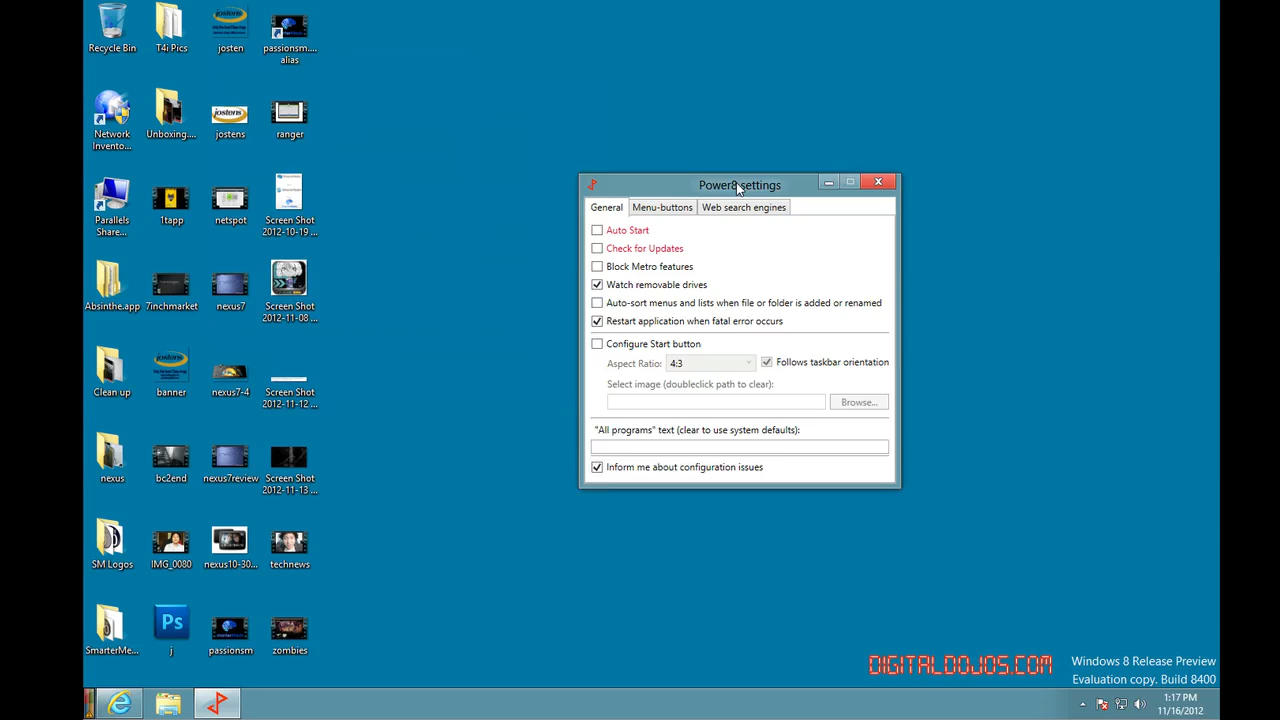 Recycle Bin
T4i Pics
josten
passionsm....
alias
Network
Invento...
Unboxing....
jostens
ranger
Parallels
Share...
1tapp
netspot
Screen Shot
2012-10-19 ...
Absinthe.app
7inchmarket
nexus7
Screen Shot
2012-11-08 ...
Clean up
banner
nexus7-4
Screen Shot
2012-11-12 ...
nexus
bc2end
nexus7review
Screen Shot
2012-11-13 ...
SM Logos
IMG_0080
nexus10-30...
technews
SmarterMe...
Ps
j
passionsm
zombies
Power8 settings
General
Menu-buttons
Web search engines
Auto Start
Check for Updates
Block Metro features
Watch removable drives
Auto-sort menus and lists when file or folder is added or renamed
Restart application when fatal error occurs
Configure Start button
Aspect Ratio: 4:3
Follows taskbar orientation
Select image (doubleclick path to clear):
Browse...
"All programs" text (clear to use system defaults):
Inform me about configuration issues
DIGITALDOJOS.COM
Windows 8 Release Preview
Evaluation copy. Build 8400
1:17 PM
11/16/2012